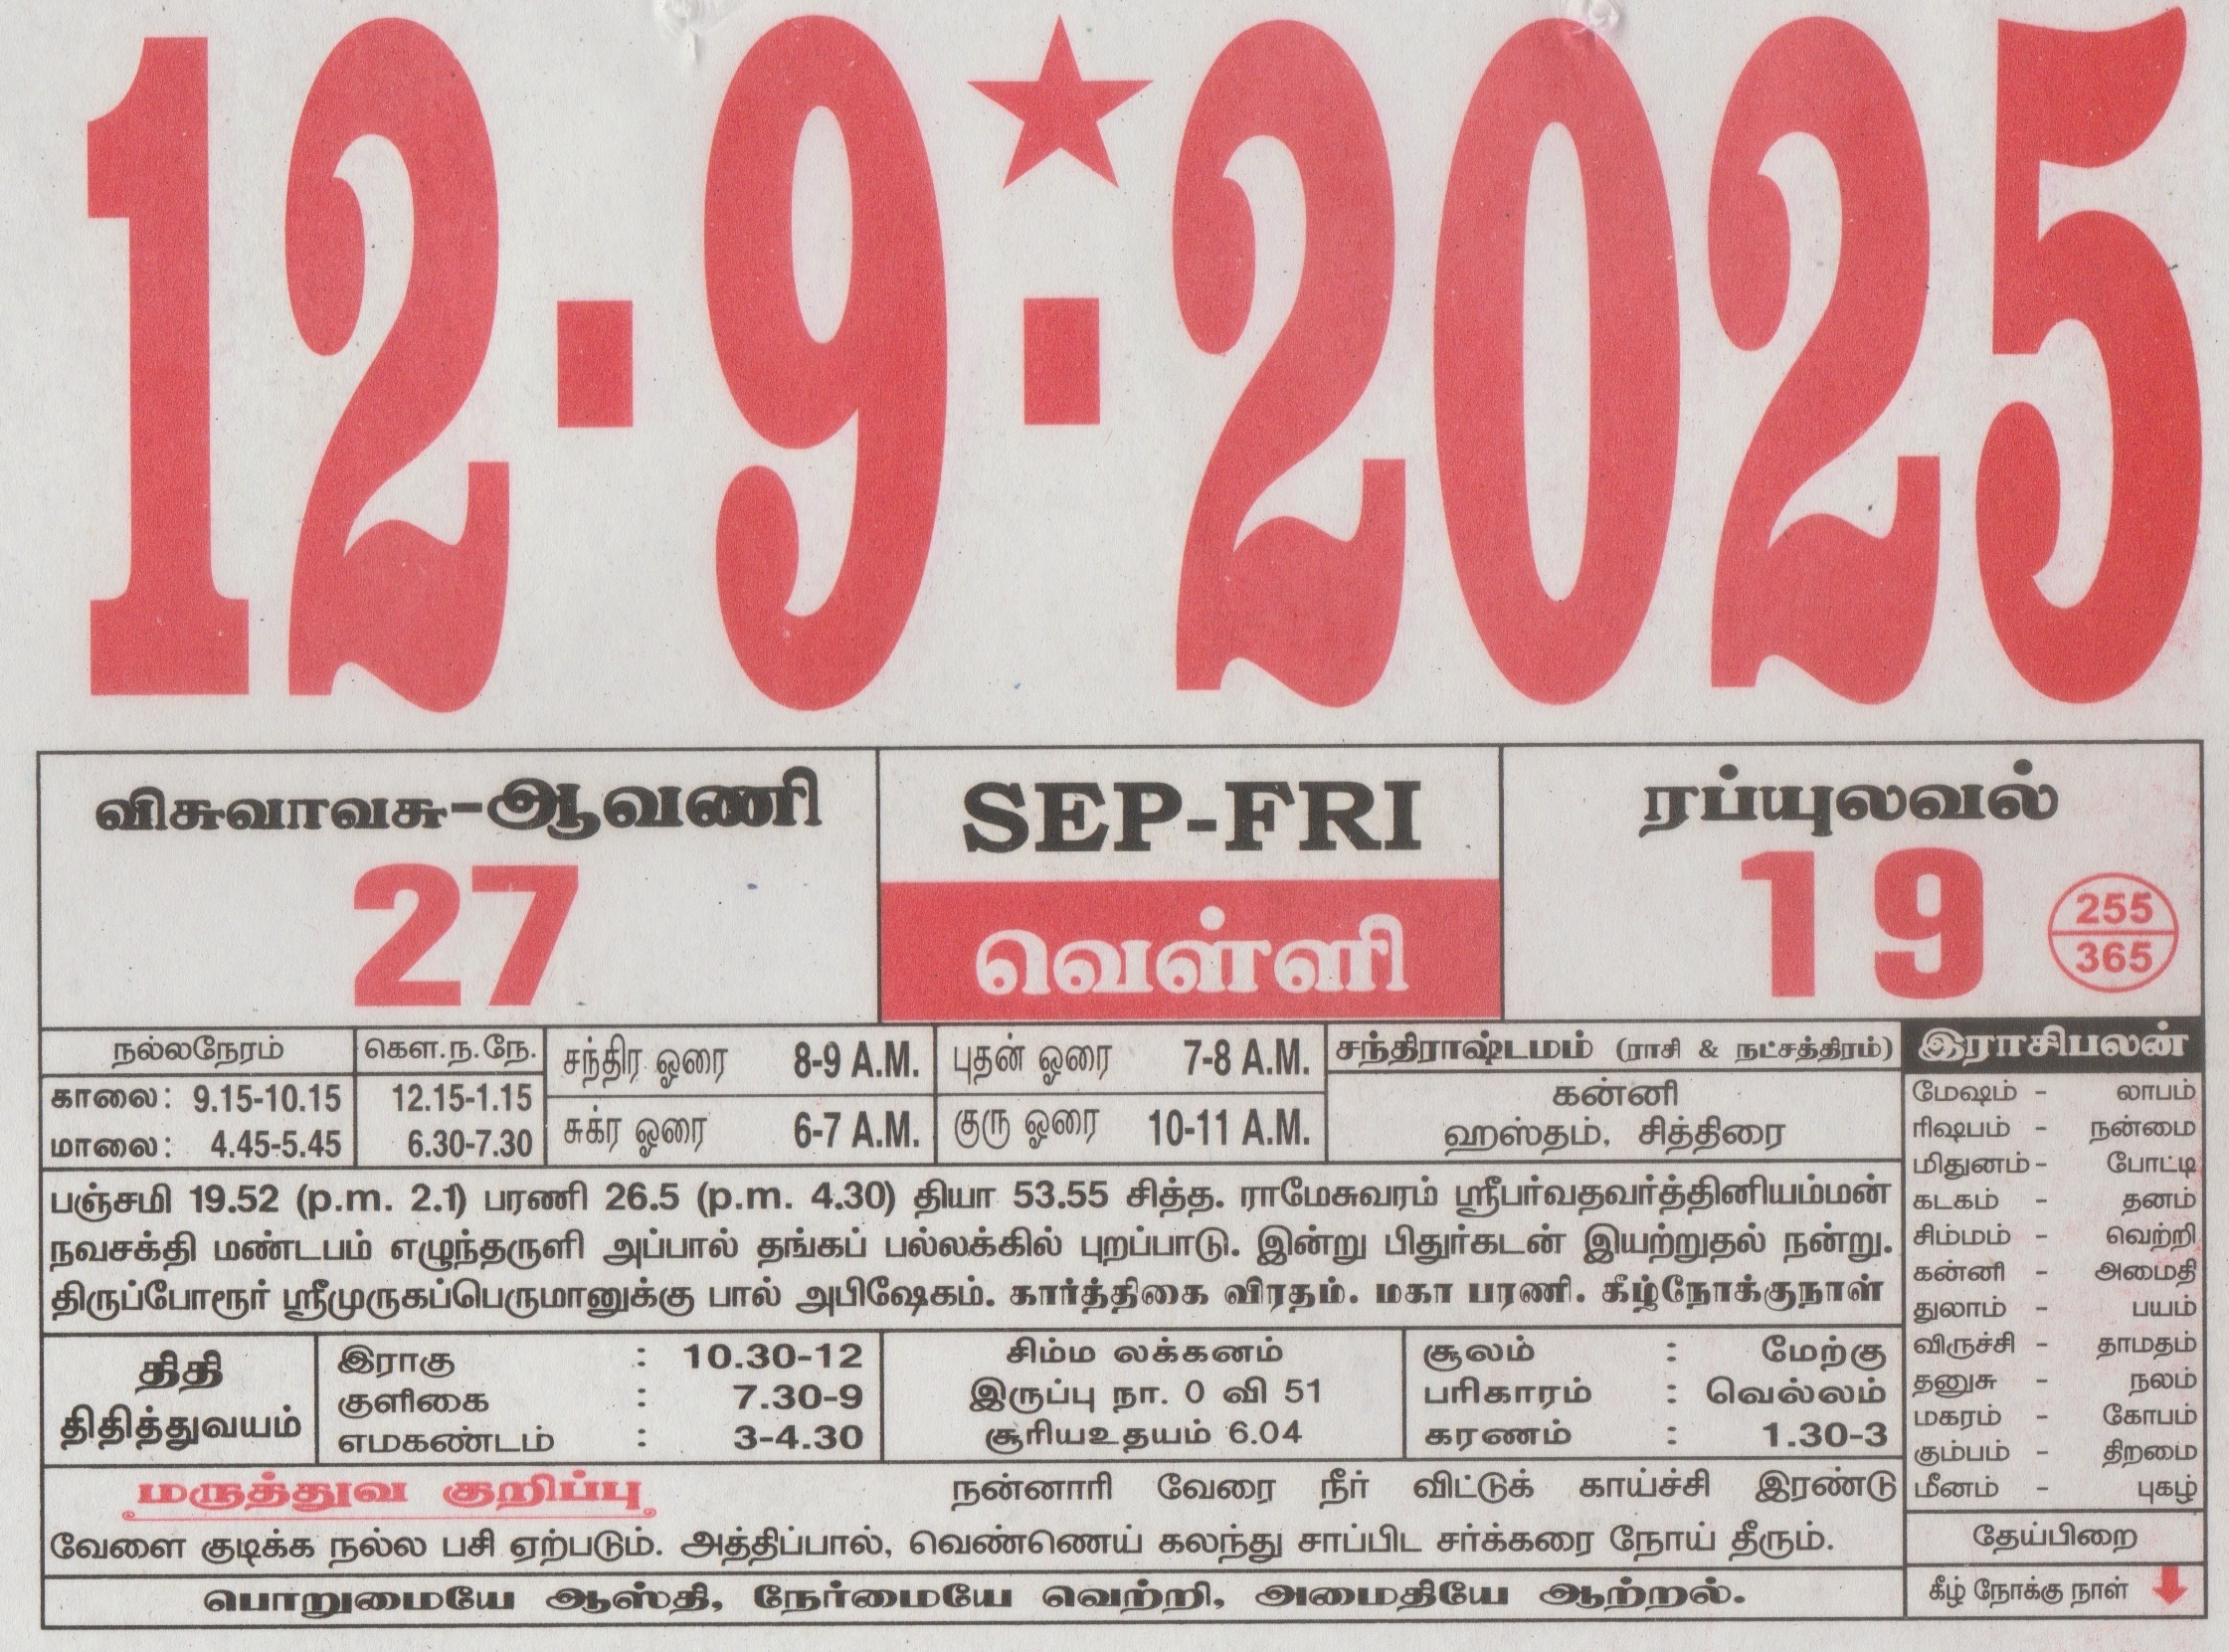 12-9-2025
விசுவாவசு-ஆவணி
27
SEP-FRI
வெள்ளி
ரப்யுலவல்
19
255
365
நல்லநேரம்
காலை: 9.15-10.15
மாலை: 4.45-5.45
கௌ.ந.நே.
12.15-1.15
6.30-7.30
சந்திர ஓரை 8-9 A.M.
சுக்ர ஓரை 6-7 A.M.
புதன் ஓரை 7-8 A.M.
குரு ஓரை 10-11 A.M.
சந்திராஷ்டமம் (ராசி & நட்சத்திரம்)
கன்னி
ஹஸ்தம், சித்திரை
பஞ்சமி 19.52 (p.m. 2.1) பரணி 26.5 (p.m. 4.30) தியா 53.55 சித்த. ராமேசுவரம் ஸ்ரீபர்வதவர்த்தினியம்மன்
நவசக்தி மண்டபம் எழுந்தருளி அப்பால் தங்கப் பல்லக்கில் புறப்பாடு. இன்று பிதுர்கடன் இயற்றுதல் நன்று.
திருப்போரூர் ஸ்ரீமுருகப்பெருமானுக்கு பால் அபிஷேகம். கார்த்திகை விரதம். மகா பரணி. கீழ்நோக்குநாள்
திதி
திதித்துவயம்
இராகு : 10.30-12
குளிகை : 7.30-9
எமகண்டம் : 3-4.30
சிம்ம லக்கனம்
இருப்பு நா. 0 வி 51
சூரியஉதயம் 6.04
சூலம் : மேற்கு
பரிகாரம் : வெல்லம்
கரணம் : 1.30-3
மருத்துவ குறிப்பு நன்னாரி வேரை நீர் விட்டுக் காய்ச்சி இரண்டு
வேளை குடிக்க நல்ல பசி ஏற்படும். அத்திப்பால், வெண்ணெய் கலந்து சாப்பிட சர்க்கரை நோய் தீரும்.
பொறுமையே ஆஸ்தி, நேர்மையே வெற்றி, அமைதியே ஆற்றல்.
இராசிபலன்
மேஷம் - லாபம்
ரிஷபம் - நன்மை
மிதுனம் - போட்டி
கடகம் - தனம்
சிம்மம் - வெற்றி
கன்னி - அமைதி
துலாம் - பயம்
விருச்சி - தாமதம்
தனுசு - நலம்
மகரம் - கோபம்
கும்பம் - திறமை
மீனம் - புகழ்
தேய்பிறை
கீழ் நோக்கு நாள்